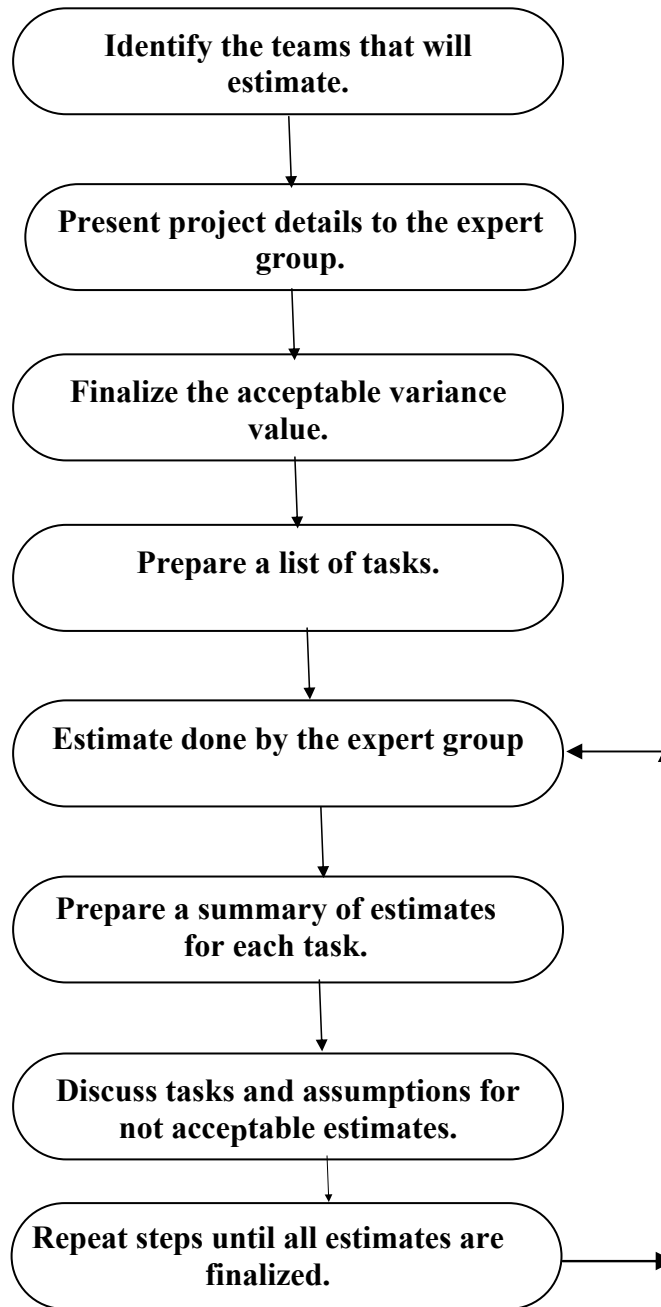 Identify the teams that will
estimate.
Present project details to the expert
group.
Finalize the acceptable variance
value.
Prepare a list of tasks.
Estimate done by the expert group
Prepare a summary of estimates
for each task.
Discuss tasks and assumptions for
not acceptable estimates.
Repeat steps until all estimates are
finalized.